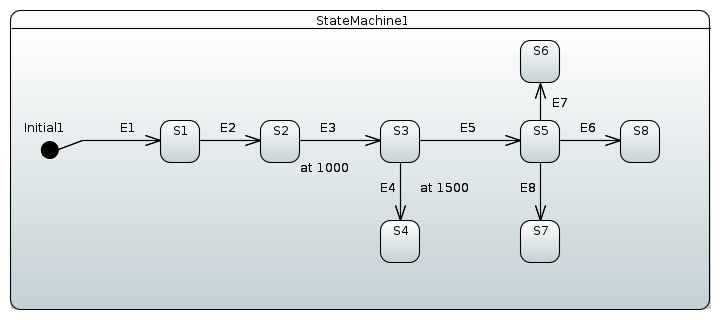 StateMachine1
S6
E7
Initial1
E1
S1
E2
S2
E3
S3
E5
S5
E6
S8
at 1000
E4
at 1500
E8
S4
S7